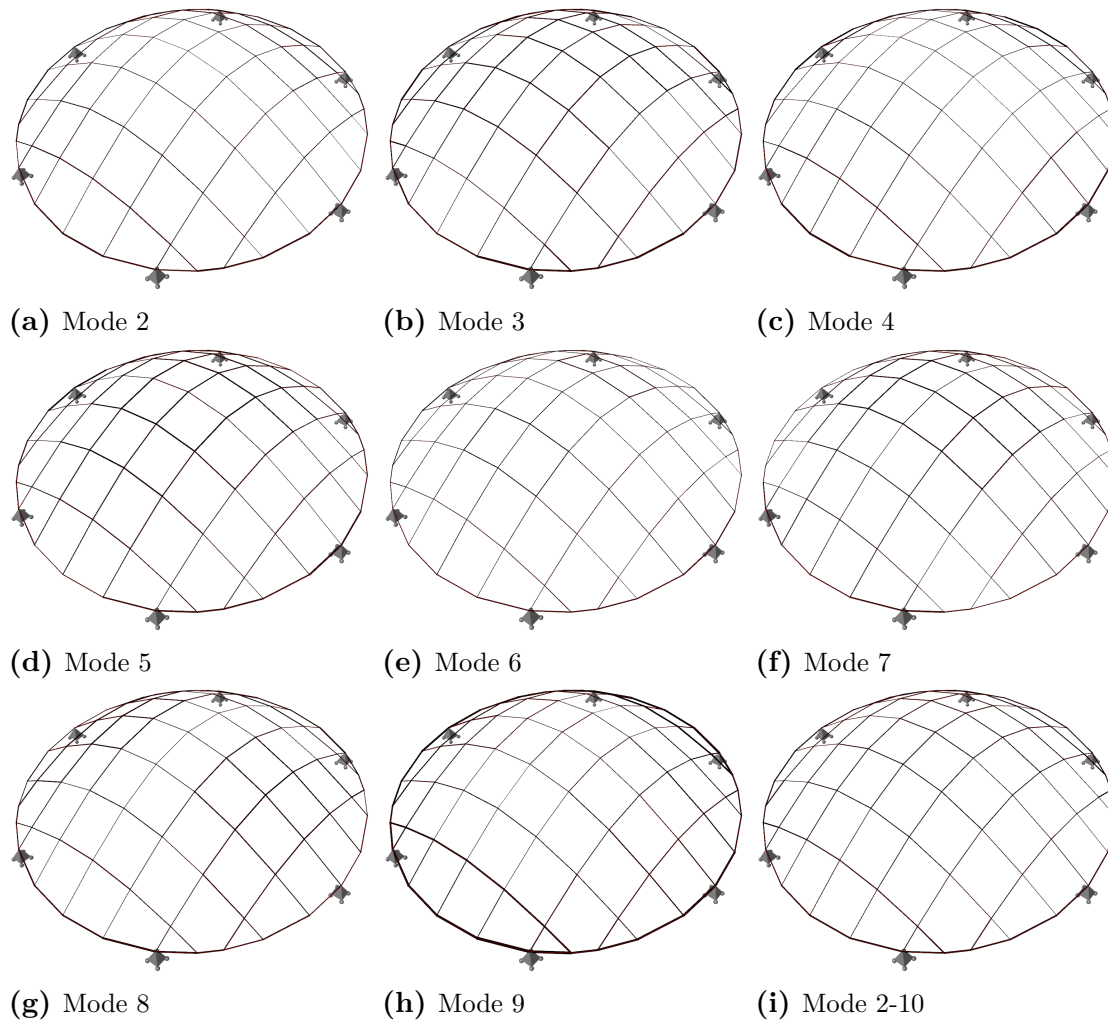 (a) Mode 2
(b) Mode 3
(c) Mode 4
(d) Mode 5
(e) Mode 6
(f) Mode 7
(g) Mode 8
(h) Mode 9
(i) Mode 2-10